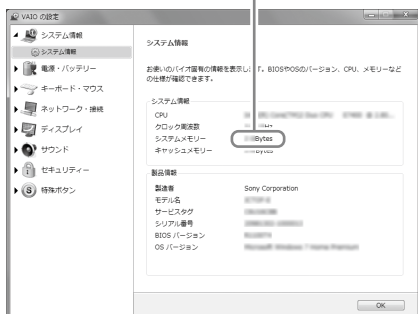 VAIO の設定
システム情報
システム情報
電源・バッテリー
キーボード・マウス
ネットワーク・接続
ディスプレイ
サウンド
セキュリティー
特殊ボタン
システム情報
お使いのバイオ固有の情報を表示します。BIOSやOSのバージョン、CPU、メモリーなど
の仕様が確認できます。
システム情報
CPU
クロック周波数 Hz
システムメモリー Bytes
キャッシュメモリー Bytes
製品情報
製造者 Sony Corporation
モデル名
サービスタグ
シリアル番号
BIOS バージョン
OS バージョン
OK